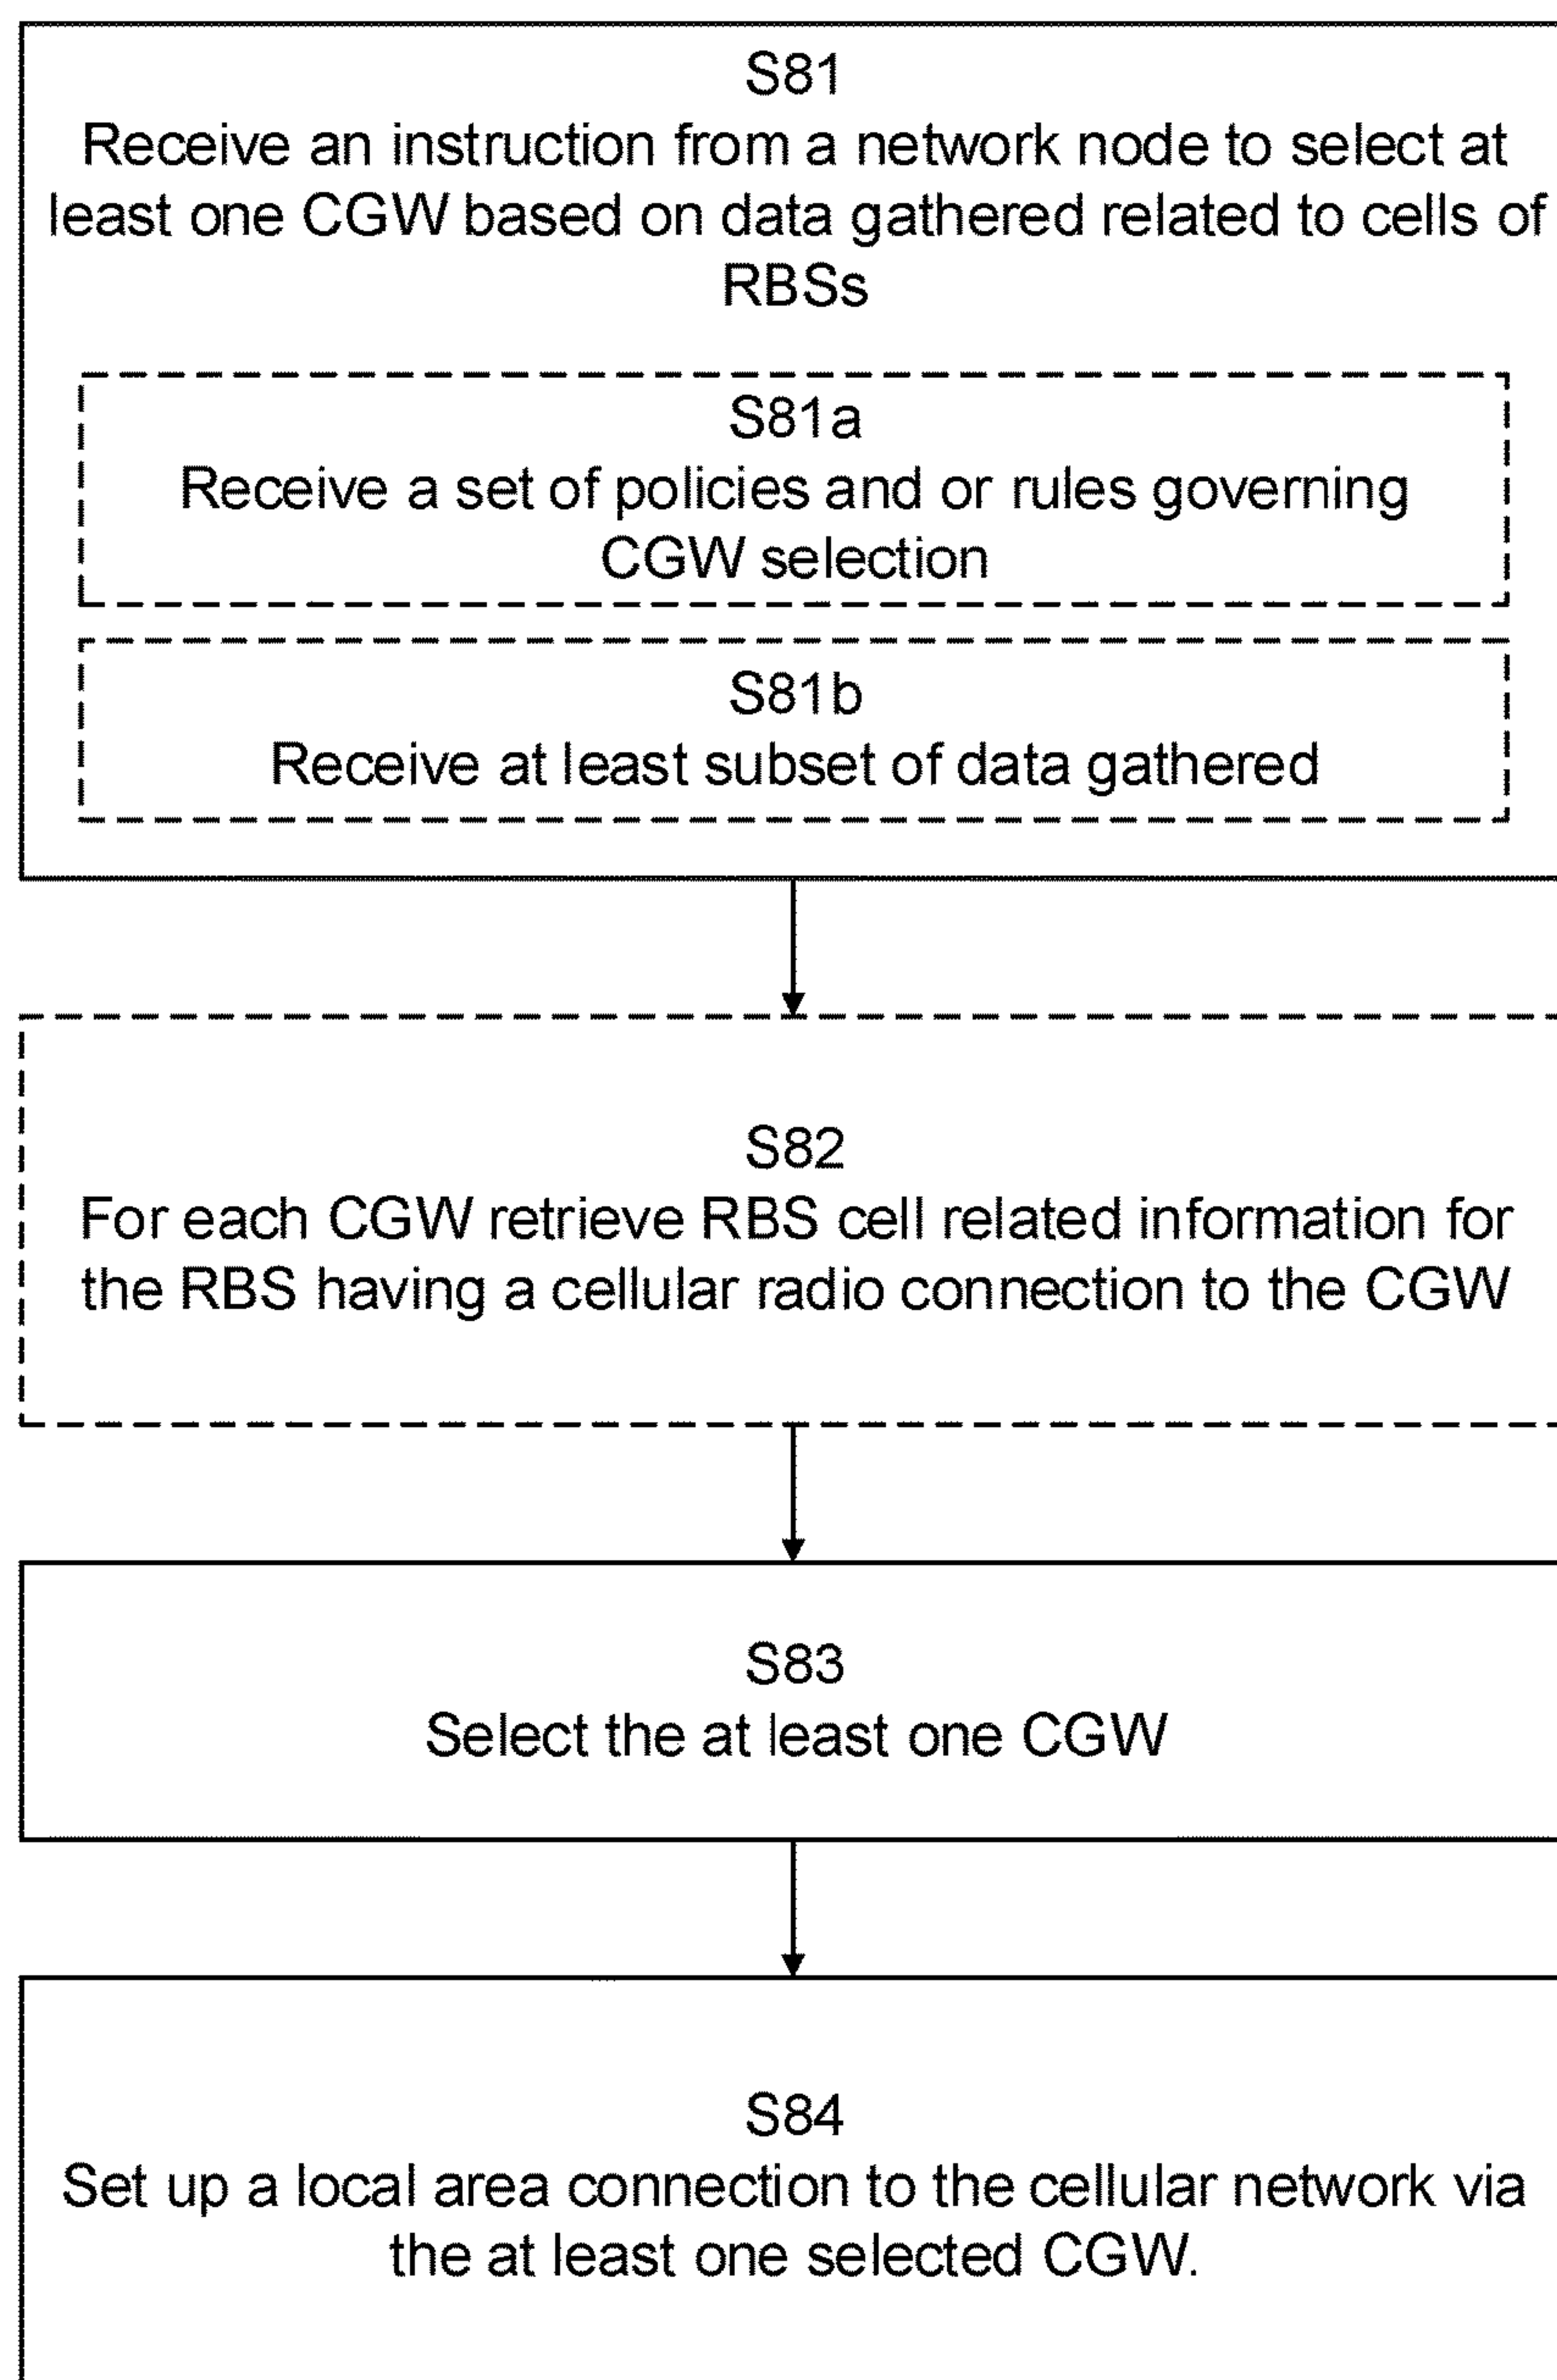 S81
Receive an instruction from a network node to select at
least one CGW based on data gathered related to cells of
RBSs
S81a
Receive a set of policies and or rules governing
CGW selection
S81b
Receive at least subset of data gathered
S82
For each CGW retrieve RBS cell related information for
the RBS having a cellular radio connection to the CGW
S83
Select the at least one CGW
S84
Set up a local area connection to the cellular network via
the at least one selected CGW.